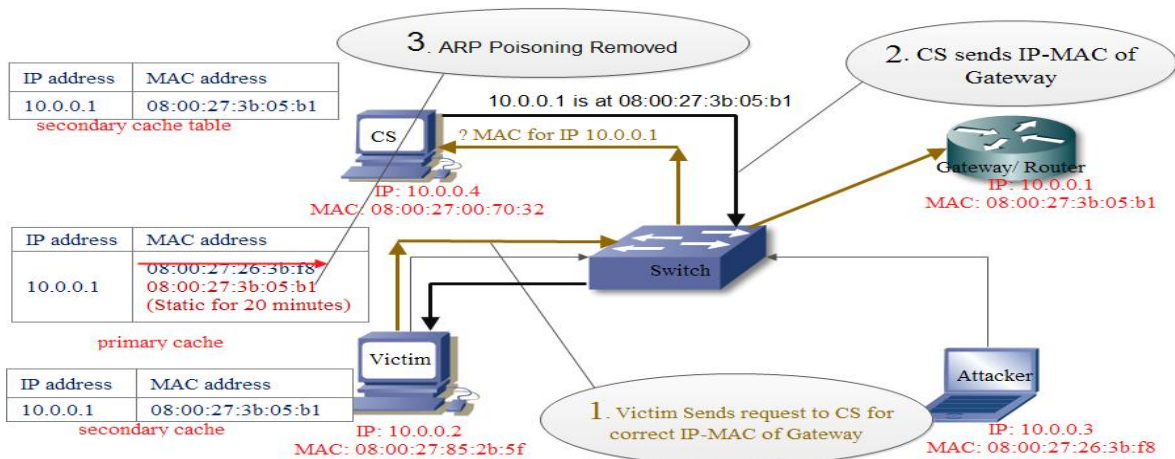 3. ARP Poisoning Removed
2. CS sends IP-MAC of
Gateway
IP address MAC address
10.0.0.1 08:00:27:3b:05:b1
secondary cache table
10.0.0.1 is at 08:00:27:3b:05:b1
CS
? MAC for IP 10.0.0.1
IP: 10.0.0.4
MAC: 08:00:27:00:70:32
Gateway/ Router
IP: 10.0.0.1
MAC: 08:00:27:3b:05:b1
IP address MAC address
08:00:27:26:3b:f8
10.0.0.1 08:00:27:3b:05:b1
(Static for 20 minutes)
primary cache
Switch
Victim
IP address MAC address
10.0.0.1 08:00:27:3b:05:b1
secondary cache
IP: 10.0.0.2
MAC: 08:00:27:85:2b:5f
1. Victim Sends request to CS for
correct IP-MAC of Gateway
Attacker
IP: 10.0.0.3
MAC: 08:00:27:26:3b:f8